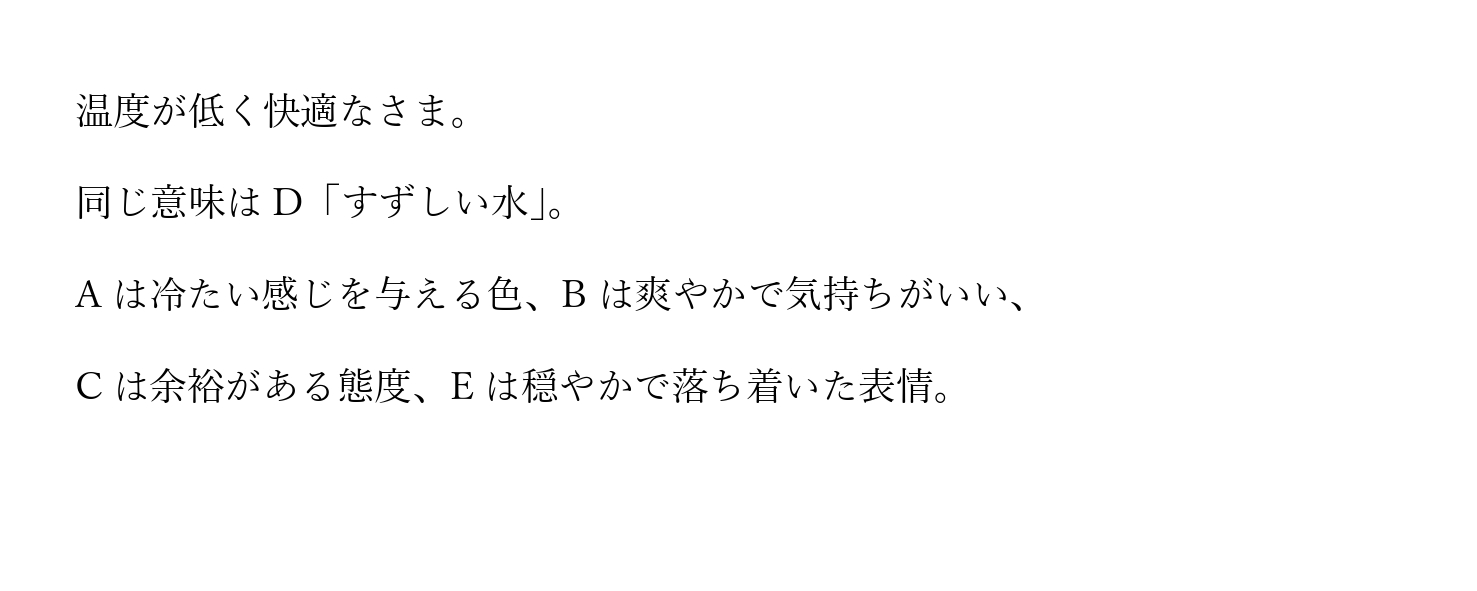 温度が低く快適なさま。
同じ意味は D「すずしい水」。
A は冷たい感じを与える色、B は爽やかで気持ちがいい、
C は余裕がある態度、E は穏やかで落ち着いた表情。